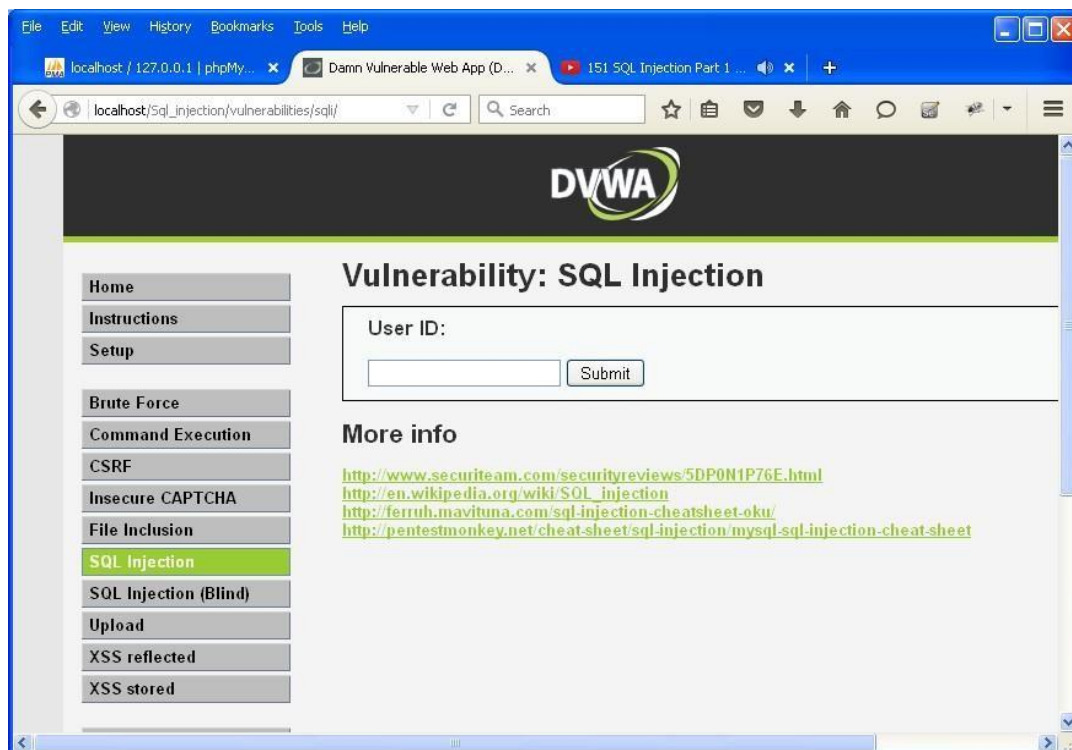 File Edit View History Bookmarks Tools Help
localhost / 127.0.0.1 | phpMy... Damn Vulnerable Web App (D... 151 SQL Injection Part 1 ...
localhost/Sql_injection/vulnerabilities/sqli/ Search
DVWA
Home
Instructions
Setup
Brute Force
Command Execution
CSRF
Insecure CAPTCHA
File Inclusion
SQL Injection
SQL Injection (Blind)
Upload
XSS reflected
XSS stored
Vulnerability: SQL Injection
User ID:
Submit
More info
http://www.securiteam.com/securityreviews/5DP0N1P76E.html
http://en.wikipedia.org/wiki/SQL_injection
http://ferruh.mavituna.com/sql-injection-cheatsheet-oku/
http://pentestmonkey.net/cheat-sheet/sql-injection/mysql-sql-injection-cheat-sheet